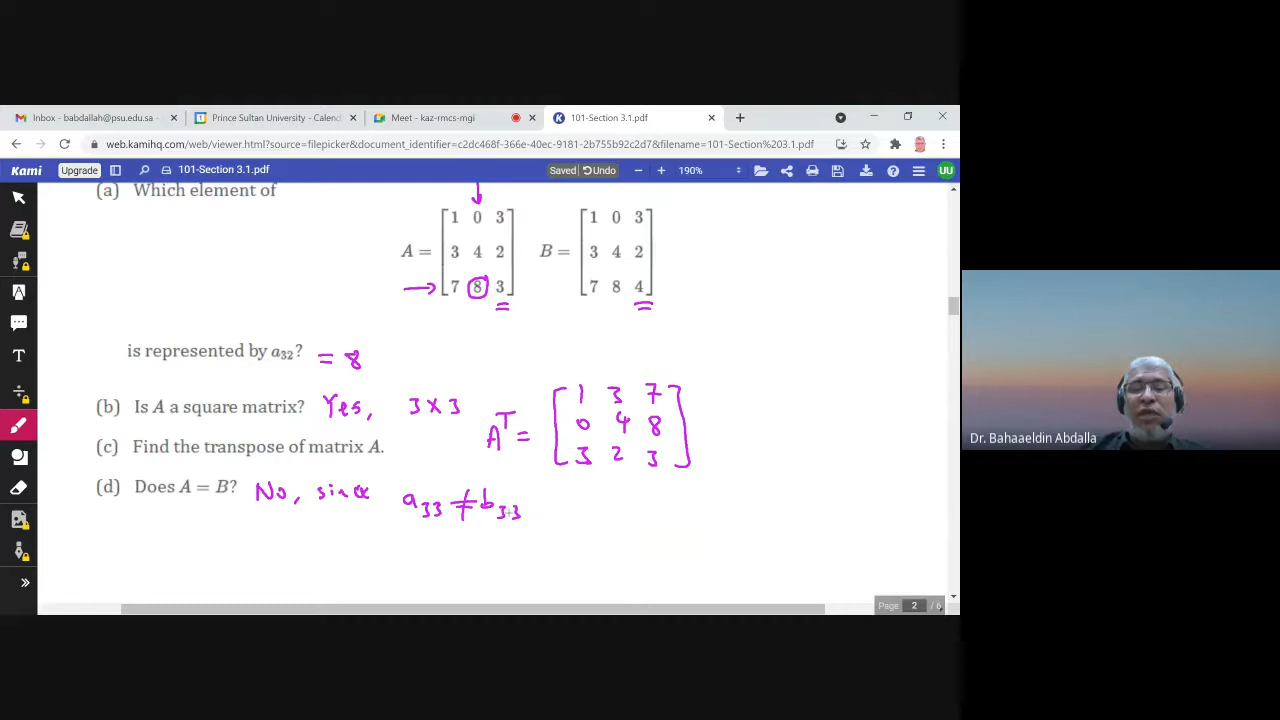 Inbox - babdallah@psu.edu.sa - Prince Sultan University - Calend Meet - kaz-rmcs-mgi 101-Section 3.1.pdf
web.kamihq.com/web/viewer.html?source=filepicker&document_identifier=c2dc468f-366e-40ec-9181-2b755b92c2d7&filename=101-Section%203.1.pdf
Kami Upgrade 101-Section 3.1.pdf Saved Undo 190% UU
(a) Which element of
A = [1 0 3 B = [1 0 3
3 4 2 3 4 2
7 8 3] 7 8 4]
is represented by a₃₂? = 8
(b) Is A a square matrix? Yes, 3 × 3
(c) Find the transpose of matrix A.
Aᵀ = [1 3 7
0 4 8
3 2 3]
(d) Does A = B? No, since a₃₃ ≠ b₃₃
Page 2 / 6
Dr. Bahaaeldin Abdalla